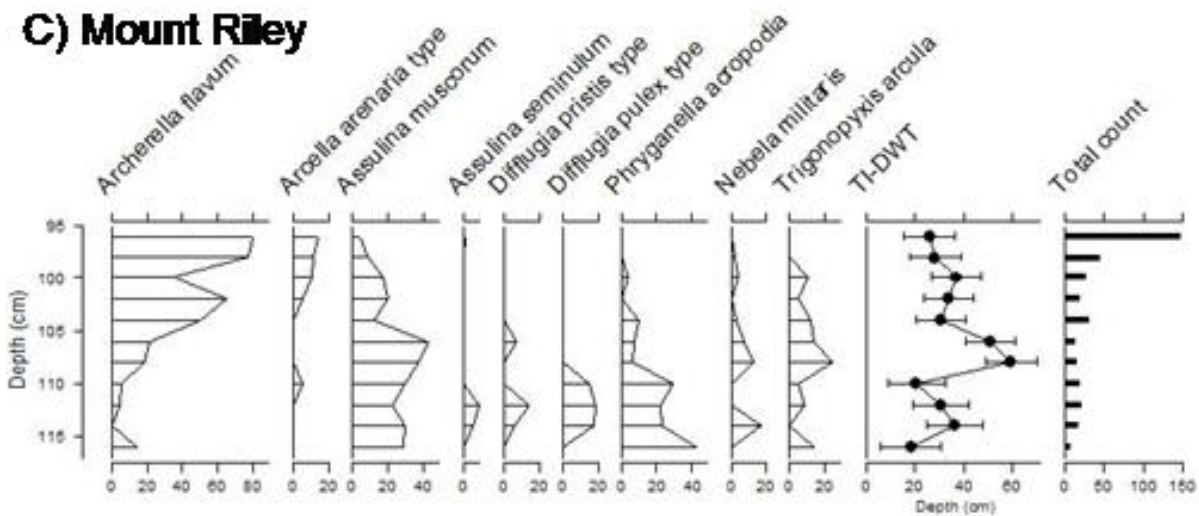 C) Mount Riley
Archerella flavum
Arcella arenaria type
Assulina muscorum
Assulina seminulum
Difflugia pristis type
Difflugia pulex type
Phryganella acropodia
Nebela militaris
Trigonopyxis arcula
TI-DWT
Total count
Depth (cm)
95
100
105
110
115
0 20 40 60 80
0 20
0 20 40
0
0 20
0 20
0 20 40
0 20
0 20
0 20 40 60
0 50 100 150
Depth (cm)